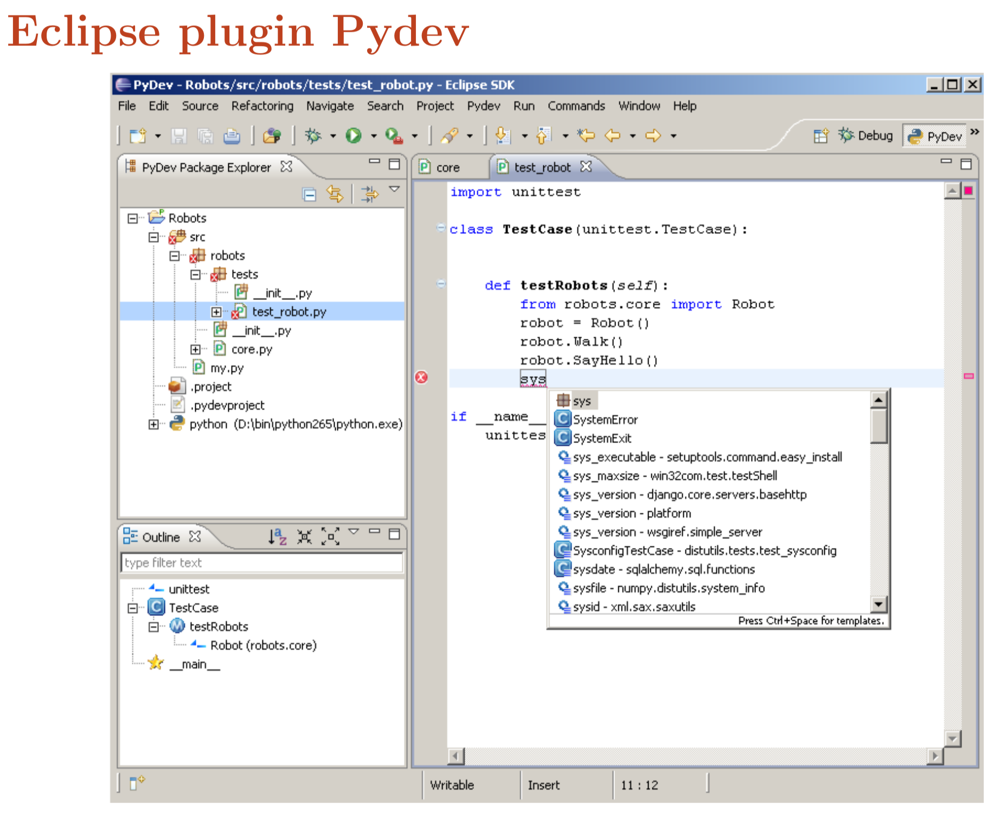 Eclipse plugin Pydev
PyDev - Robots/src/robots/tests/test_robot.py - Eclipse SDK
File Edit Source Refactoring Navigate Search Project Pydev Run Commands Window Help
Debug PyDev »
PyDev Package Explorer
Robots
src
robots
tests
__init__.py
test_robot.py
__init__.py
core.py
my.py
.project
.pydevproject
python (D:\bin\python265\python.exe)
Outline
type filter text
unittest
TestCase
testRobots
Robot (robots.core)
__main__
core test_robot
import unittest
class TestCase(unittest.TestCase):
def testRobots(self):
from robots.core import Robot
robot = Robot()
robot.Walk()
robot.SayHello()
sys
if __name__
unittes
sys
SystemError
SystemExit
sys_executable - setuptools.command.easy_install
sys_maxsize - win32com.test.testShell
sys_version - django.core.servers.basehttp
sys_version - platform
sys_version - wsgiref.simple_server
SysconfigTestCase - distutils.tests.test_sysconfig
sysdate - sqlalchemy.sql.functions
sysfile - numpy.distutils.system_info
sysid - xml.sax.saxutils
Press Ctrl+Space for templates.
Writable Insert 11 : 12